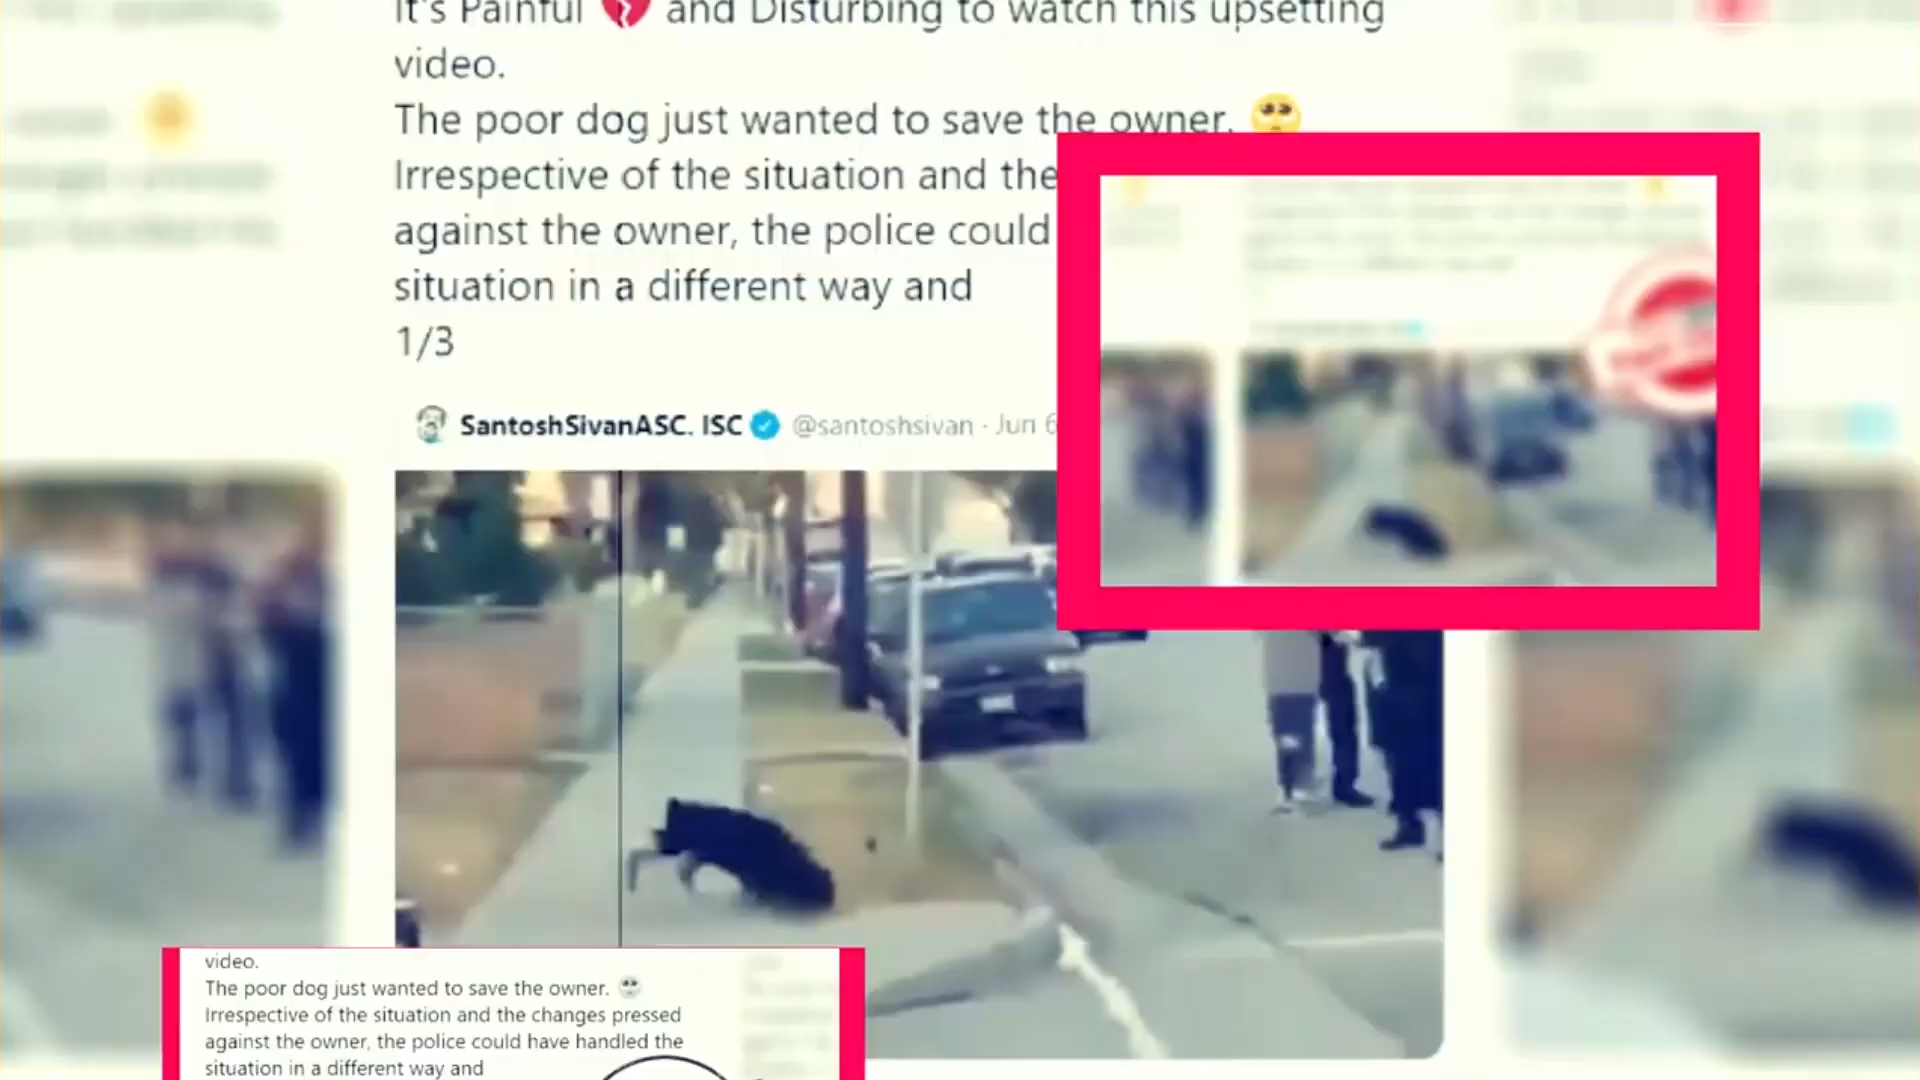 It's Painful 💔 and Disturbing to watch this upsetting
video.
The poor dog just wanted to save the owner. 🥺
Irrespective of the situation and the
against the owner, the police could
situation in a different way and
1/3
SantoshSivanASC. ISC @santoshsivan · Jun 6
video.
The poor dog just wanted to save the owner. 🥺
Irrespective of the situation and the changes pressed
against the owner, the police could have handled the
situation in a different way and